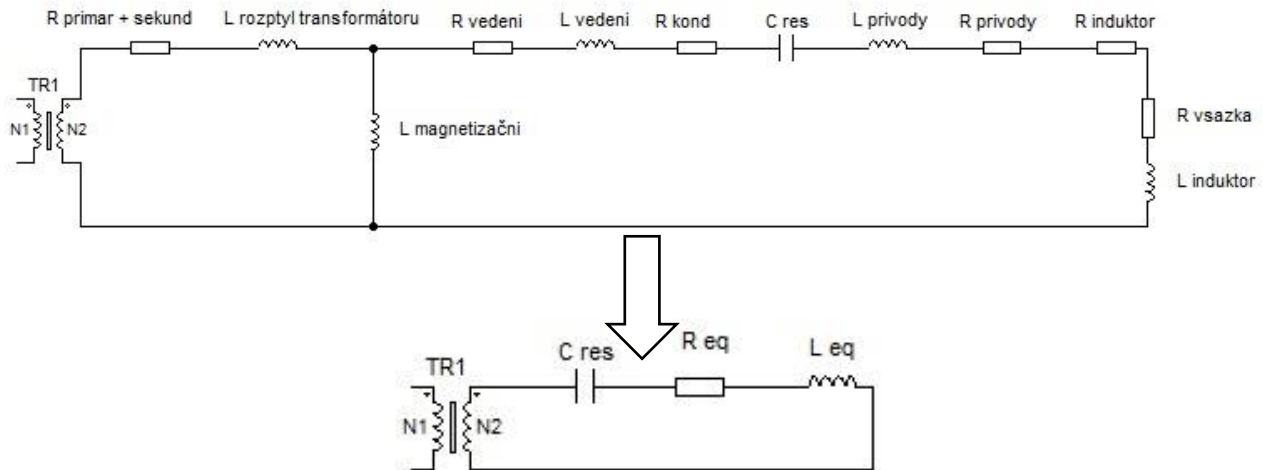 R primar + sekund
L rozptyl transformátoru
R vedeni
L vedeni
R kond
C res
L privody
R privody
R induktor
TR1
N1
N2
L magnetizačni
R vsazka
L induktor
C res
R eq
L eq
TR1
N1
N2